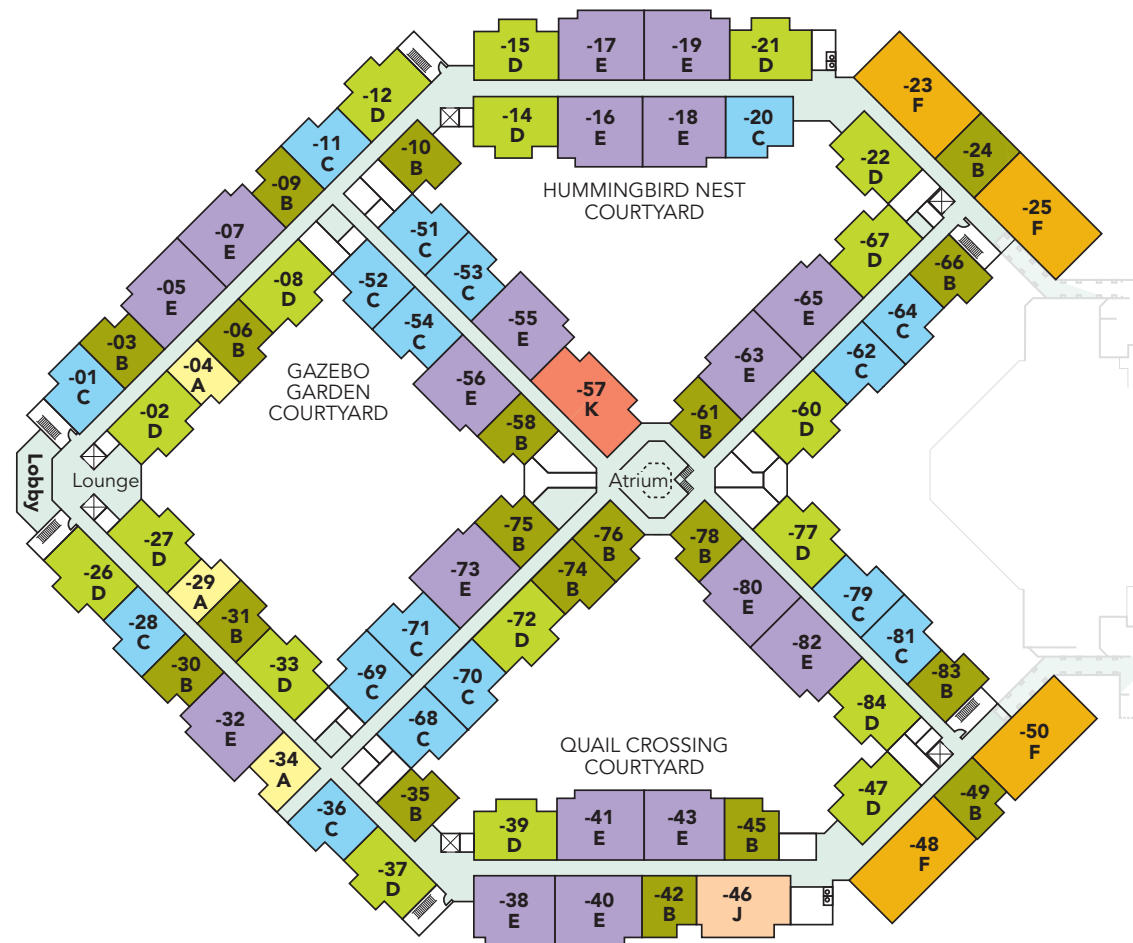 -15
D
-17
E
-19
E
-21
D
-23
F
-12
D
-11
C
-09
B
-10
B
-14
D
-16
E
-18
E
-20
C
-22
D
-24
B
-25
F
HUMMINGBIRD NEST
COURTYARD
-07
E
-05
E
-03
B
-01
C
-08
D
-06
B
-04
A
-02
D
-51
C
-53
C
-52
C
-54
C
-55
E
-56
E
-57
K
-58
B
-67
D
-65
E
-63
E
-61
B
-66
B
-64
C
-62
C
-60
D
GAZEBO
GARDEN
COURTYARD
Lobby
Lounge
Atrium
-27
D
-26
D
-29
A
-28
C
-31
B
-30
B
-33
D
-32
E
-34
A
-36
C
-37
D
-35
B
-75
B
-73
E
-71
C
-69
C
-76
B
-74
B
-72
D
-70
C
-68
C
-78
B
-80
E
-82
E
-84
D
-77
D
-79
C
-81
C
-83
B
QUAIL CROSSING
COURTYARD
-47
D
-50
F
-49
B
-48
F
-39
D
-41
E
-43
E
-45
B
-38
E
-40
E
-42
B
-46
J